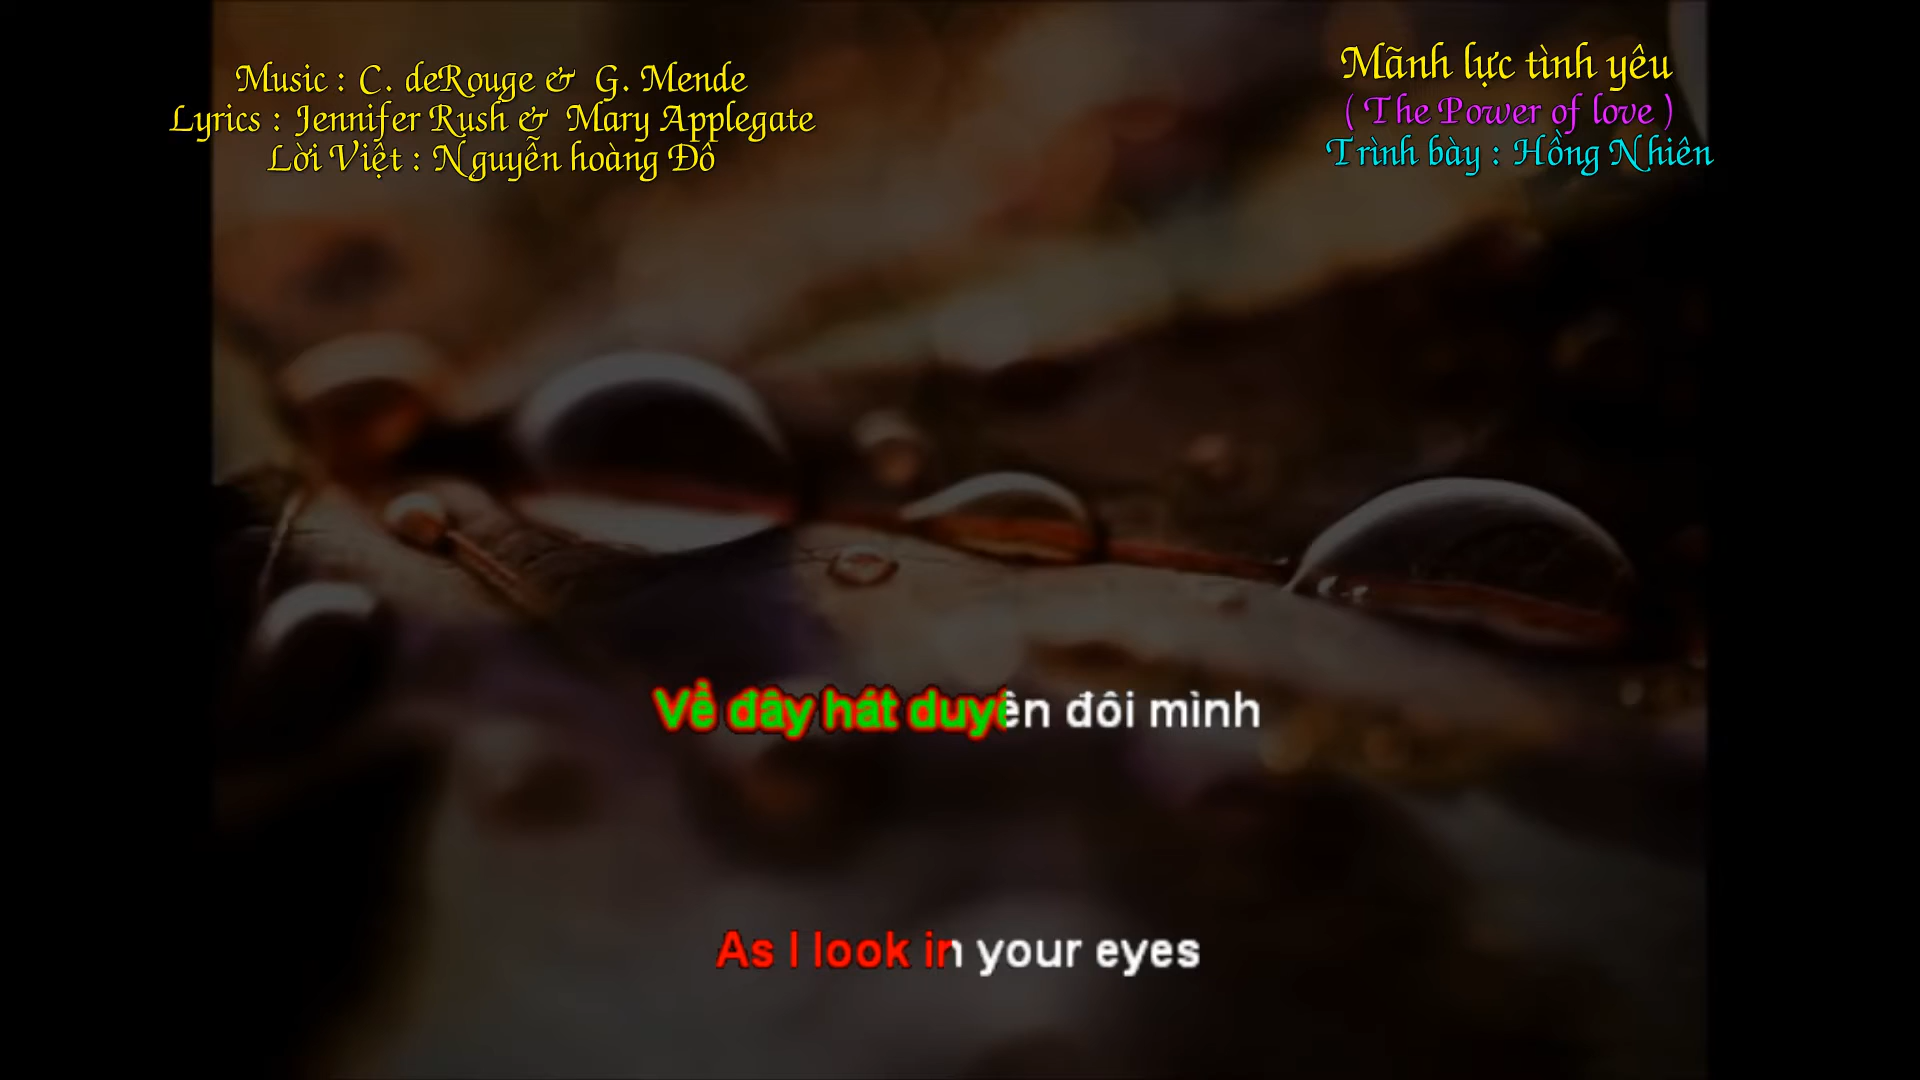 Music : C. deRouge & G. Mende
Lyrics : Jennifer Rush & Mary Applegate
Lời Việt : Nguyễn hoàng Đô
Mãnh lực tình yêu
( The Power of love )
Trình bày : Hồng Nhiên
Về đây hát duyên đôi mình
As I look in your eyes